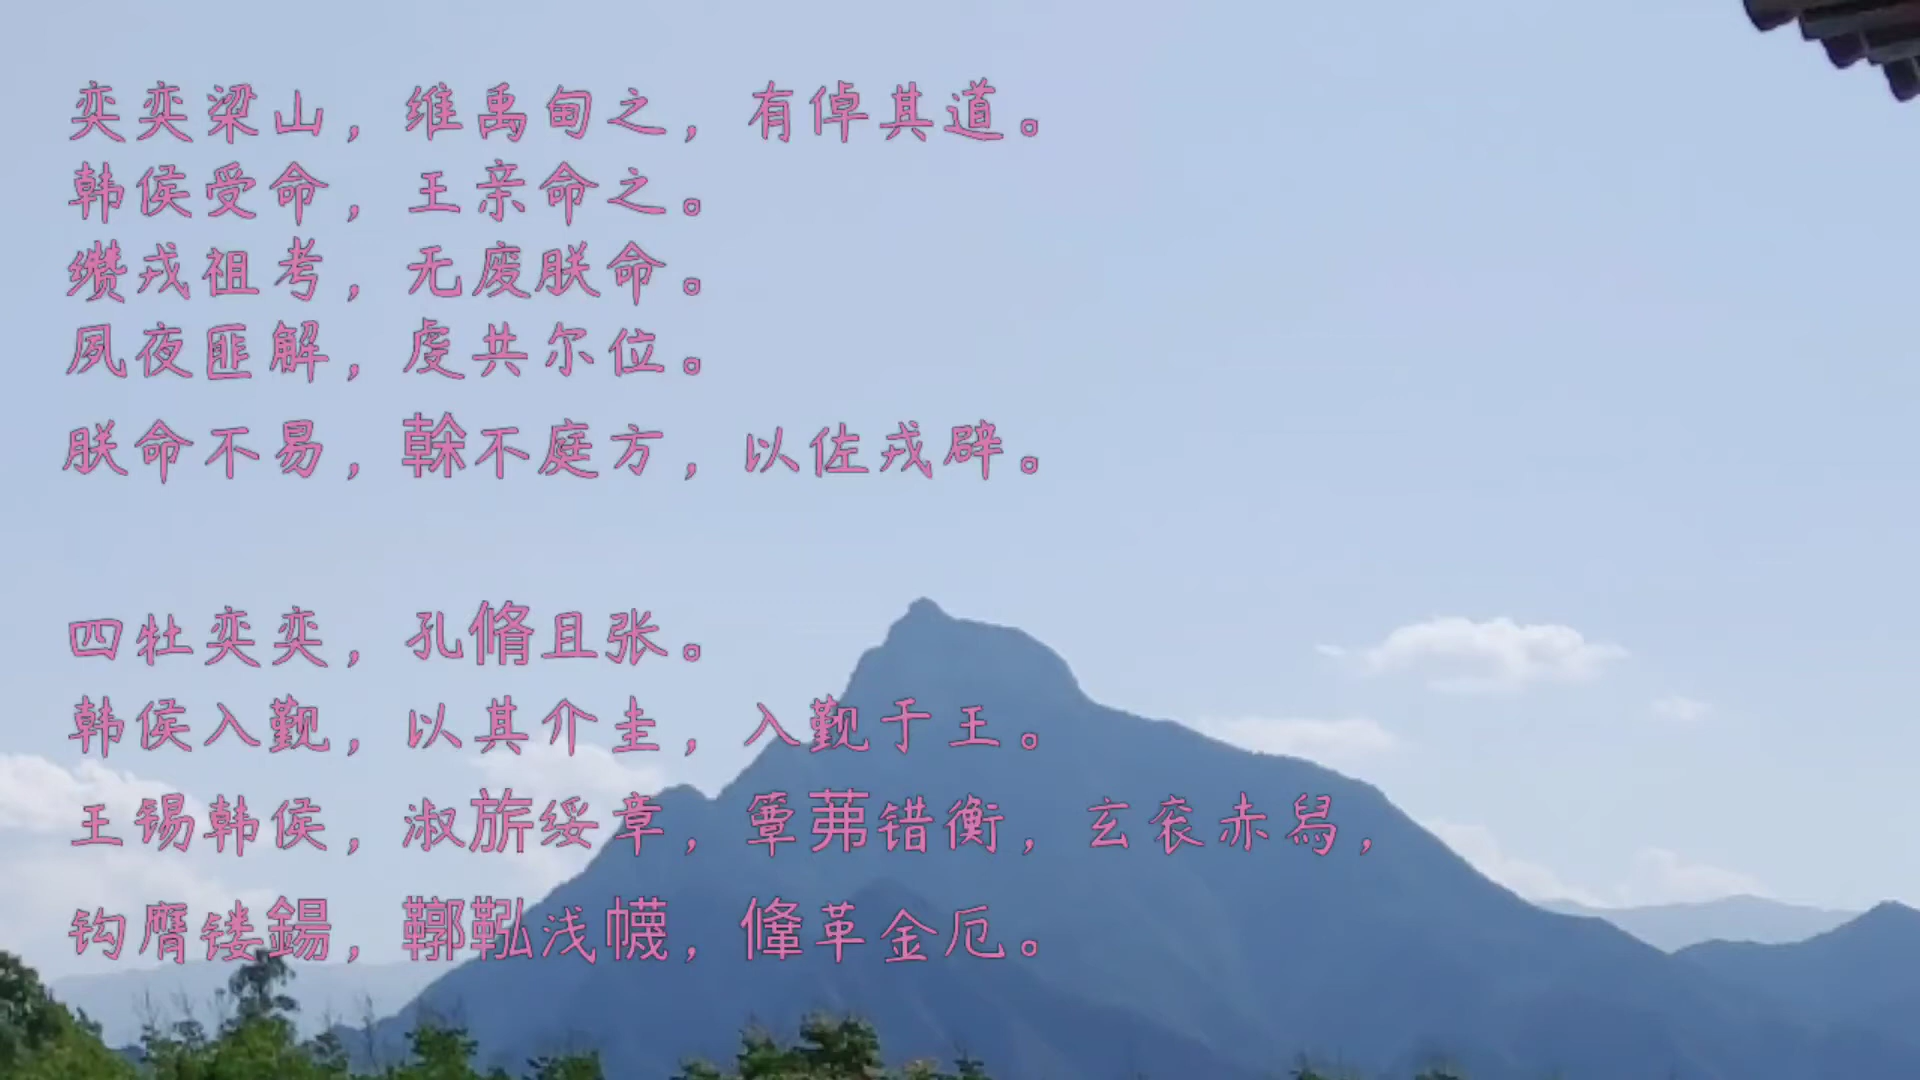 奕奕梁山，维禹甸之，有倬其道。
韩侯受命，王亲命之。
缵戎祖考，无废朕命。
夙夜匪解，虔共尔位。
朕命不易，榦不庭方，以佐戎辟。
四牡奕奕，孔脩且张。
韩侯入觐，以其介圭，入觐于王。
王锡韩侯，淑旂绥章，簟茀错衡，玄衮赤舄，
钩膺镂鍚，鞹鞃浅幭，鞗革金厄。